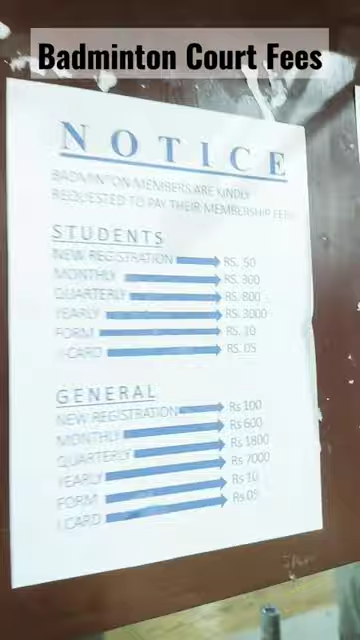 Badminton Court Fees
NOTICE
BADMINTON MEMBERS ARE KINDLY
REQUESTED TO PAY THEIR MEMBERSHIP FEES
STUDENTS
NEW REGISTRATION RS. 50
MONTHLY RS. 300
QUARTERLY RS. 800
YEARLY RS. 3000
FORM RS. 10
I-CARD RS. 05
GENERAL
NEW REGISTRATION Rs 100
MONTHLY Rs 600
QUARTERLY Rs 1800
YEARLY Rs 7000
FORM Rs 10
I CARD Rs 05